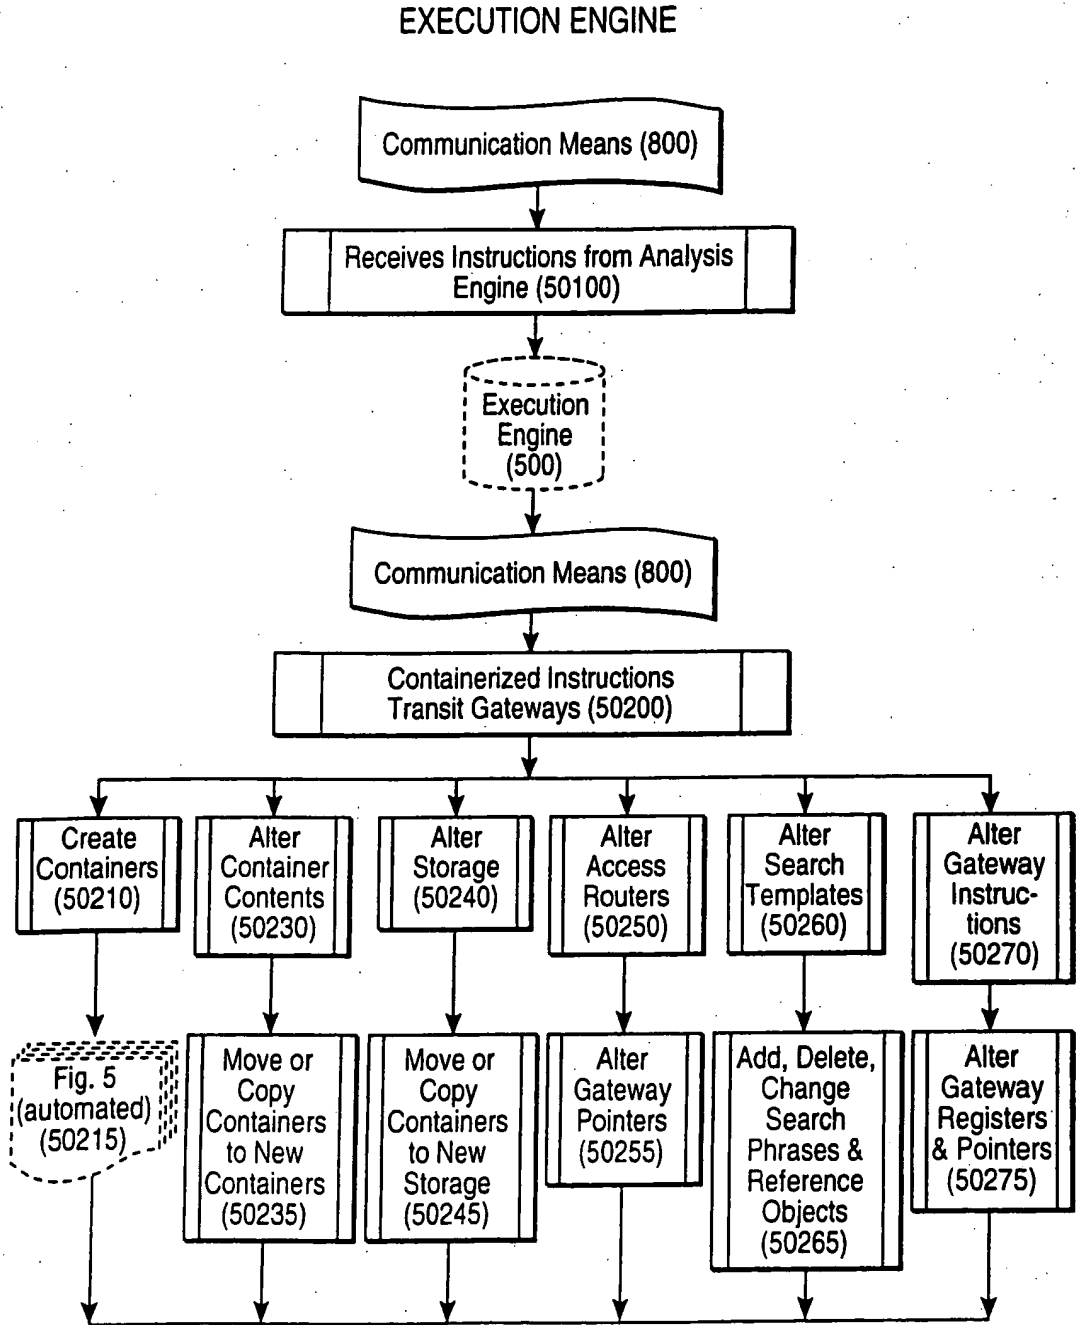 EXECUTION ENGINE
Communication Means (800)
Receives Instructions from Analysis
Engine (50100)
Execution
Engine
(500)
Communication Means (800)
Containerized Instructions
Transit Gateways (50200)
Create
Containers
(50210)
Alter
Container
Contents
(50230)
Alter
Storage
(50240)
Alter
Access
Routers
(50250)
Alter
Search
Templates
(50260)
Alter
Gateway
Instruc-
tions
(50270)
Fig. 5
(automated)
(50215)
Move or
Copy
Containers
to New
Containers
(50235)
Move or
Copy
Containers
to New
Storage
(50245)
Alter
Gateway
Pointers
(50255)
Add, Delete,
Change
Search
Phrases &
Reference
Objects
(50265)
Alter
Gateway
Registers
& Pointers
(50275)